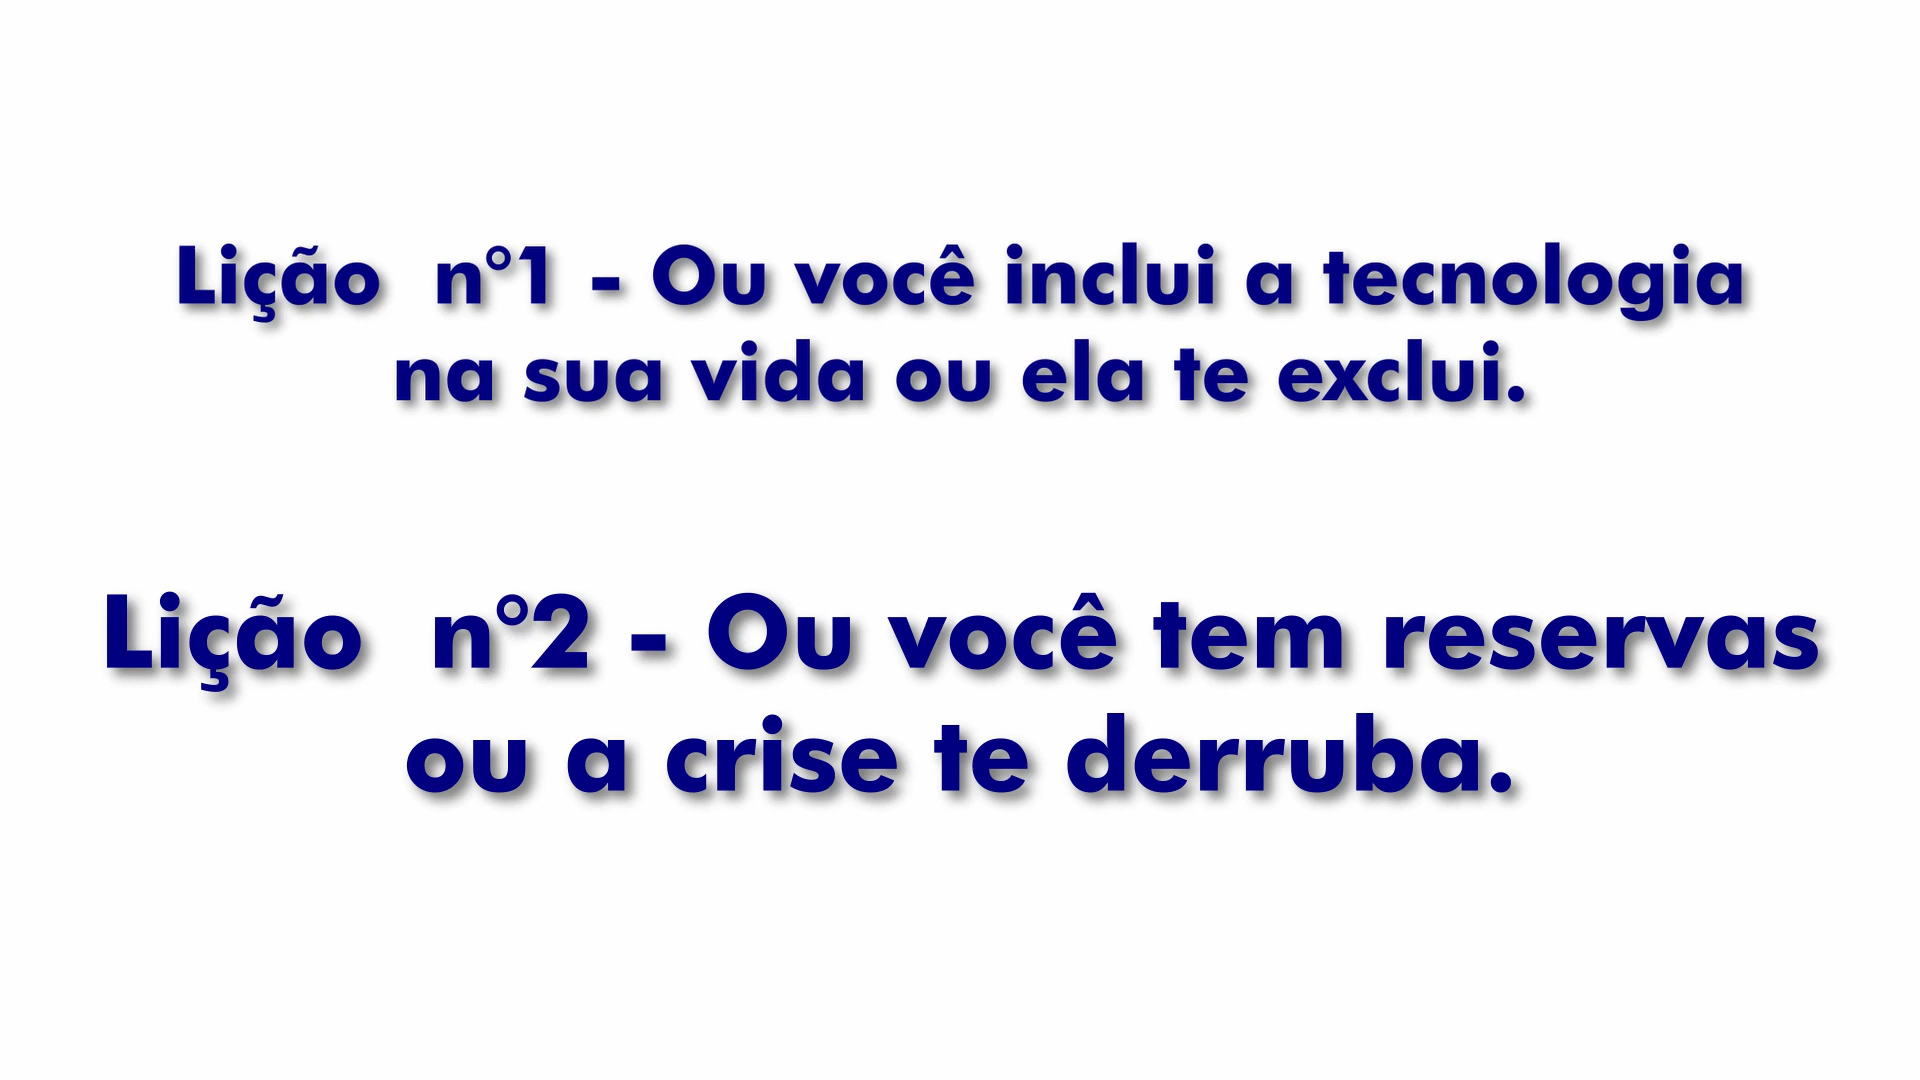 Lição  n°1 - Ou você inclui a tecnologia
na sua vida ou ela te exclui.
Lição  n°2 - Ou você tem reservas
ou a crise te derruba.